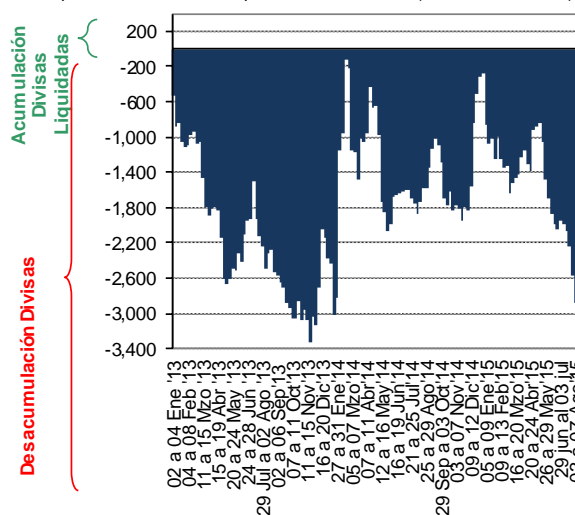 Acumulación
Divisas
Liquidadas
Desacumulación Divisas
200
-200
-600
-1,000
-1,400
-1,800
-2,200
-2,600
-3,000
-3,400
02 a 04 Ene '13
04 a 08 Feb '13
11 a 15 Mzo '13
15 a 19 Abr '13
20 a 24 May '13
24 a 28 Jun '13
29 Jul a 02 Ago '13
02 a 06 Sep '13
07 a 11 Oct'13
11 a 15 Nov'13
16 a 20 Dic'13
27 a 31 Ene'14
05 a 07 Mzo'14
07 a 11 Abr'14
12 a 16 May '14
16 a 19 Jun '14
21 a 25 Jul '14
25 a 29 Ago '14
29 Sep a 03 Oct '14
03 a 07 Nov '14
09 a 12 Dic '14
05 a 09 Ene '15
09 a 13 Feb '15
16 a 20 Mzo '15
20 a 24 Abr'15
26 a 29 May'15
29 jun al 03 jul
a 07 Ago'15